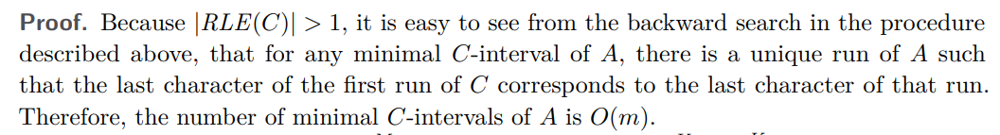 Proof. Because |RLE(C)| > 1, it is easy to see from the backward search in the procedure
described above, that for any minimal C-interval of A, there is a unique run of A such
that the last character of the first run of C corresponds to the last character of that run.
Therefore, the number of minimal C-intervals of A is O(m).